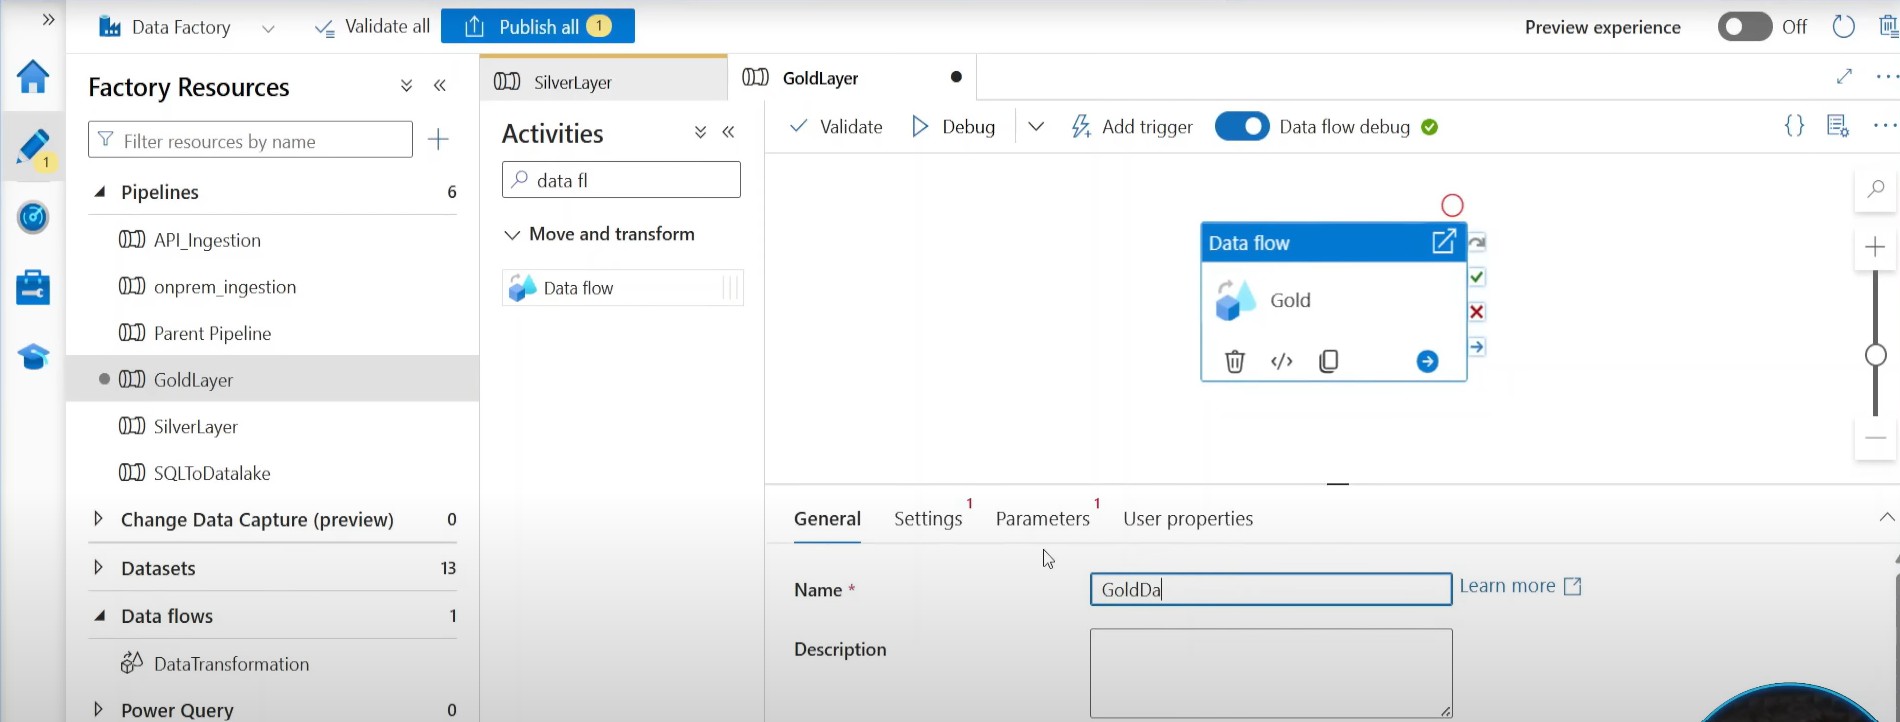 Data Factory
Validate all
Publish all 1
Preview experience
Off
1
Factory Resources
Filter resources by name
Pipelines 6
API_Ingestion
onprem_ingestion
Parent Pipeline
GoldLayer
SilverLayer
SQLToDatalake
Change Data Capture (preview) 0
Datasets 13
Data flows 1
DataTransformation
Power Query 0
SilverLayer
GoldLayer
Activities
data fl
Move and transform
Data flow
Validate
Debug
Add trigger
Data flow debug
Data flow
Gold
General
Settings 1
Parameters 1
User properties
Name *
GoldDa
Learn more
Description